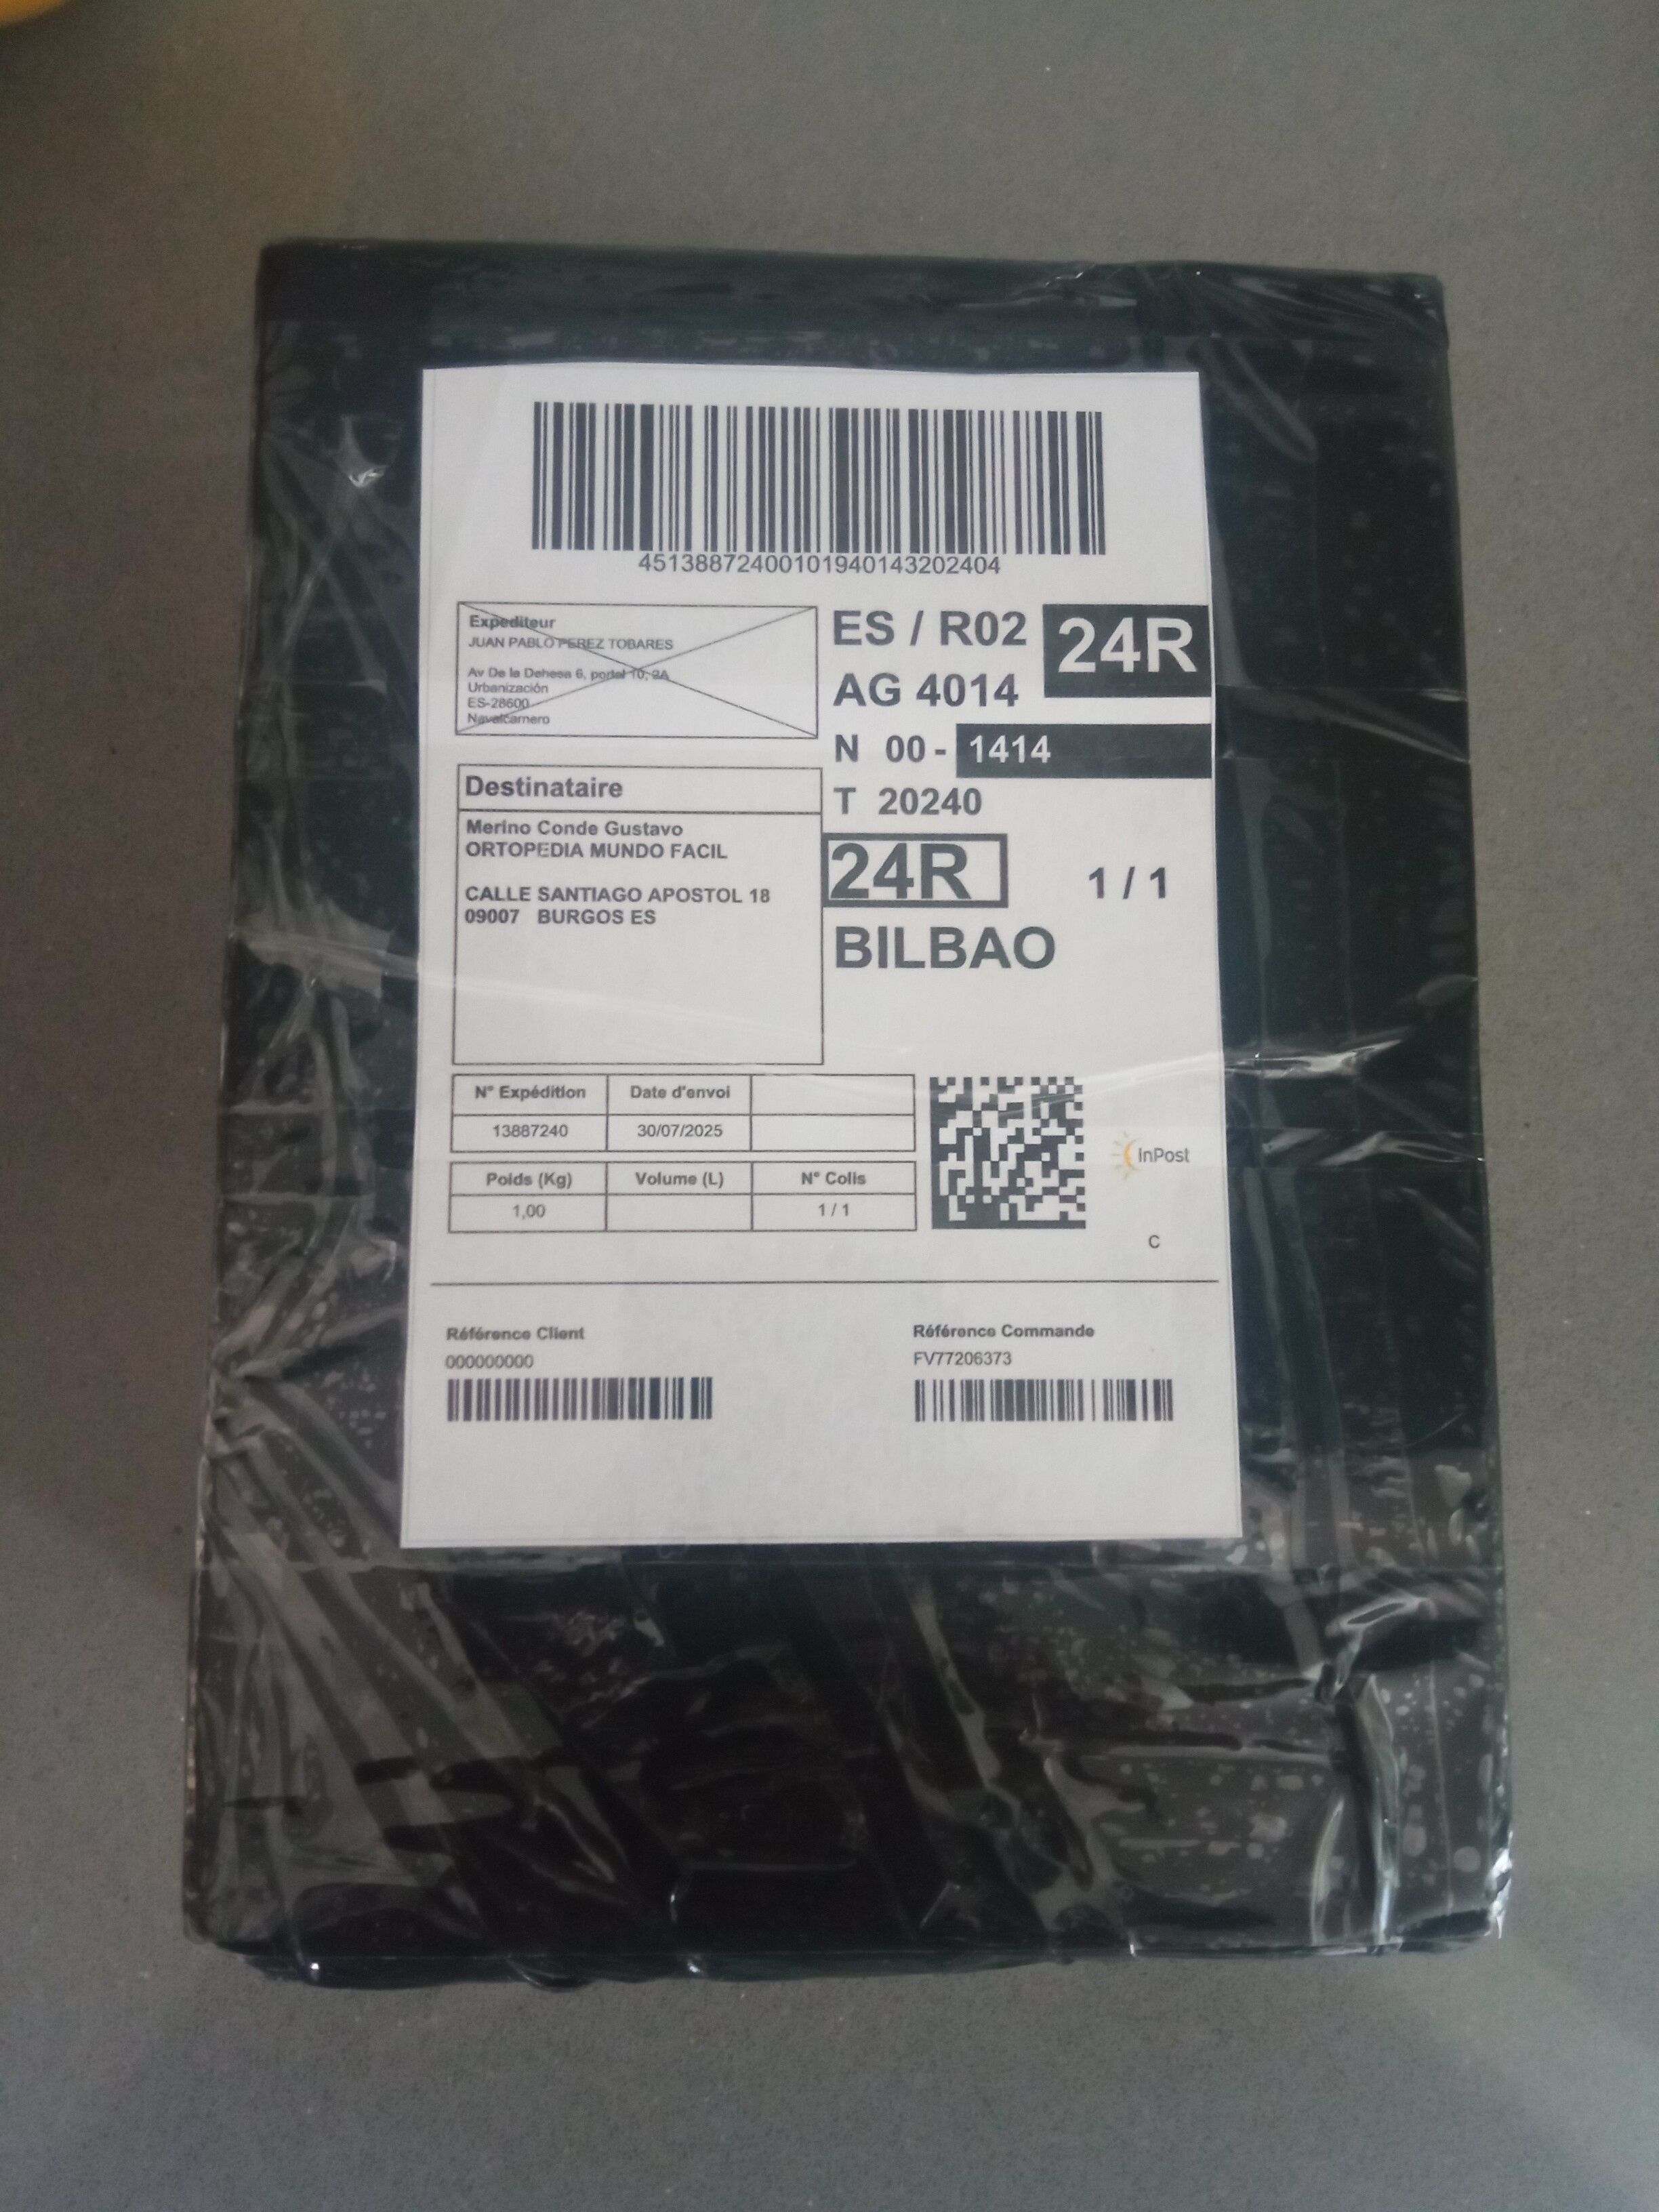 45138872400101940143202404
Expediteur
JUAN PABLO PEREZ TOBARES
Av De la Dehesa 6, portal 10, 2A
Urbanización
ES-28600
Navalcarnero
ES / R02
24R
AG 4014
N 00 - 1414
T 20240
24R
1 / 1
BILBAO
Destinataire
Merino Conde Gustavo
ORTOPEDIA MUNDO FACIL
CALLE SANTIAGO APOSTOL 18
09007 BURGOS ES
N° Expédition Date d'envoi
13887240 30/07/2025
Poids (Kg) Volume (L) N° Colis
1,00 1 / 1
InPost
C
Référence Client
000000000
Référence Commande
FV77206373